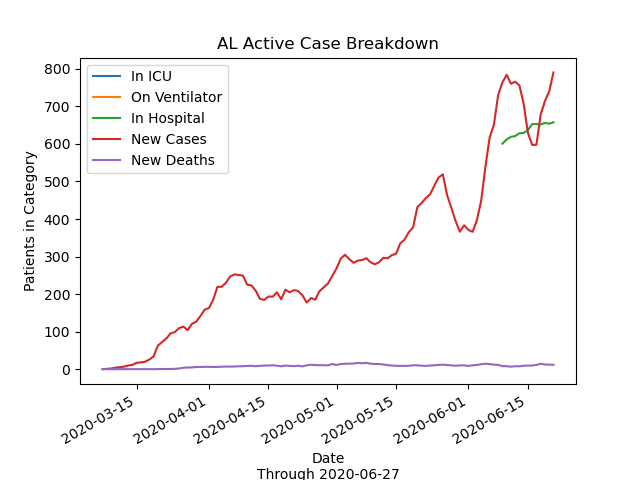 AL Active Case Breakdown
Patients in Category
800
700
600
500
400
300
200
100
0
In ICU
On Ventilator
In Hospital
New Cases
New Deaths
2020-03-15
2020-04-01
2020-04-15
2020-05-01
2020-05-15
2020-06-01
2020-06-15
Date
Through 2020-06-27